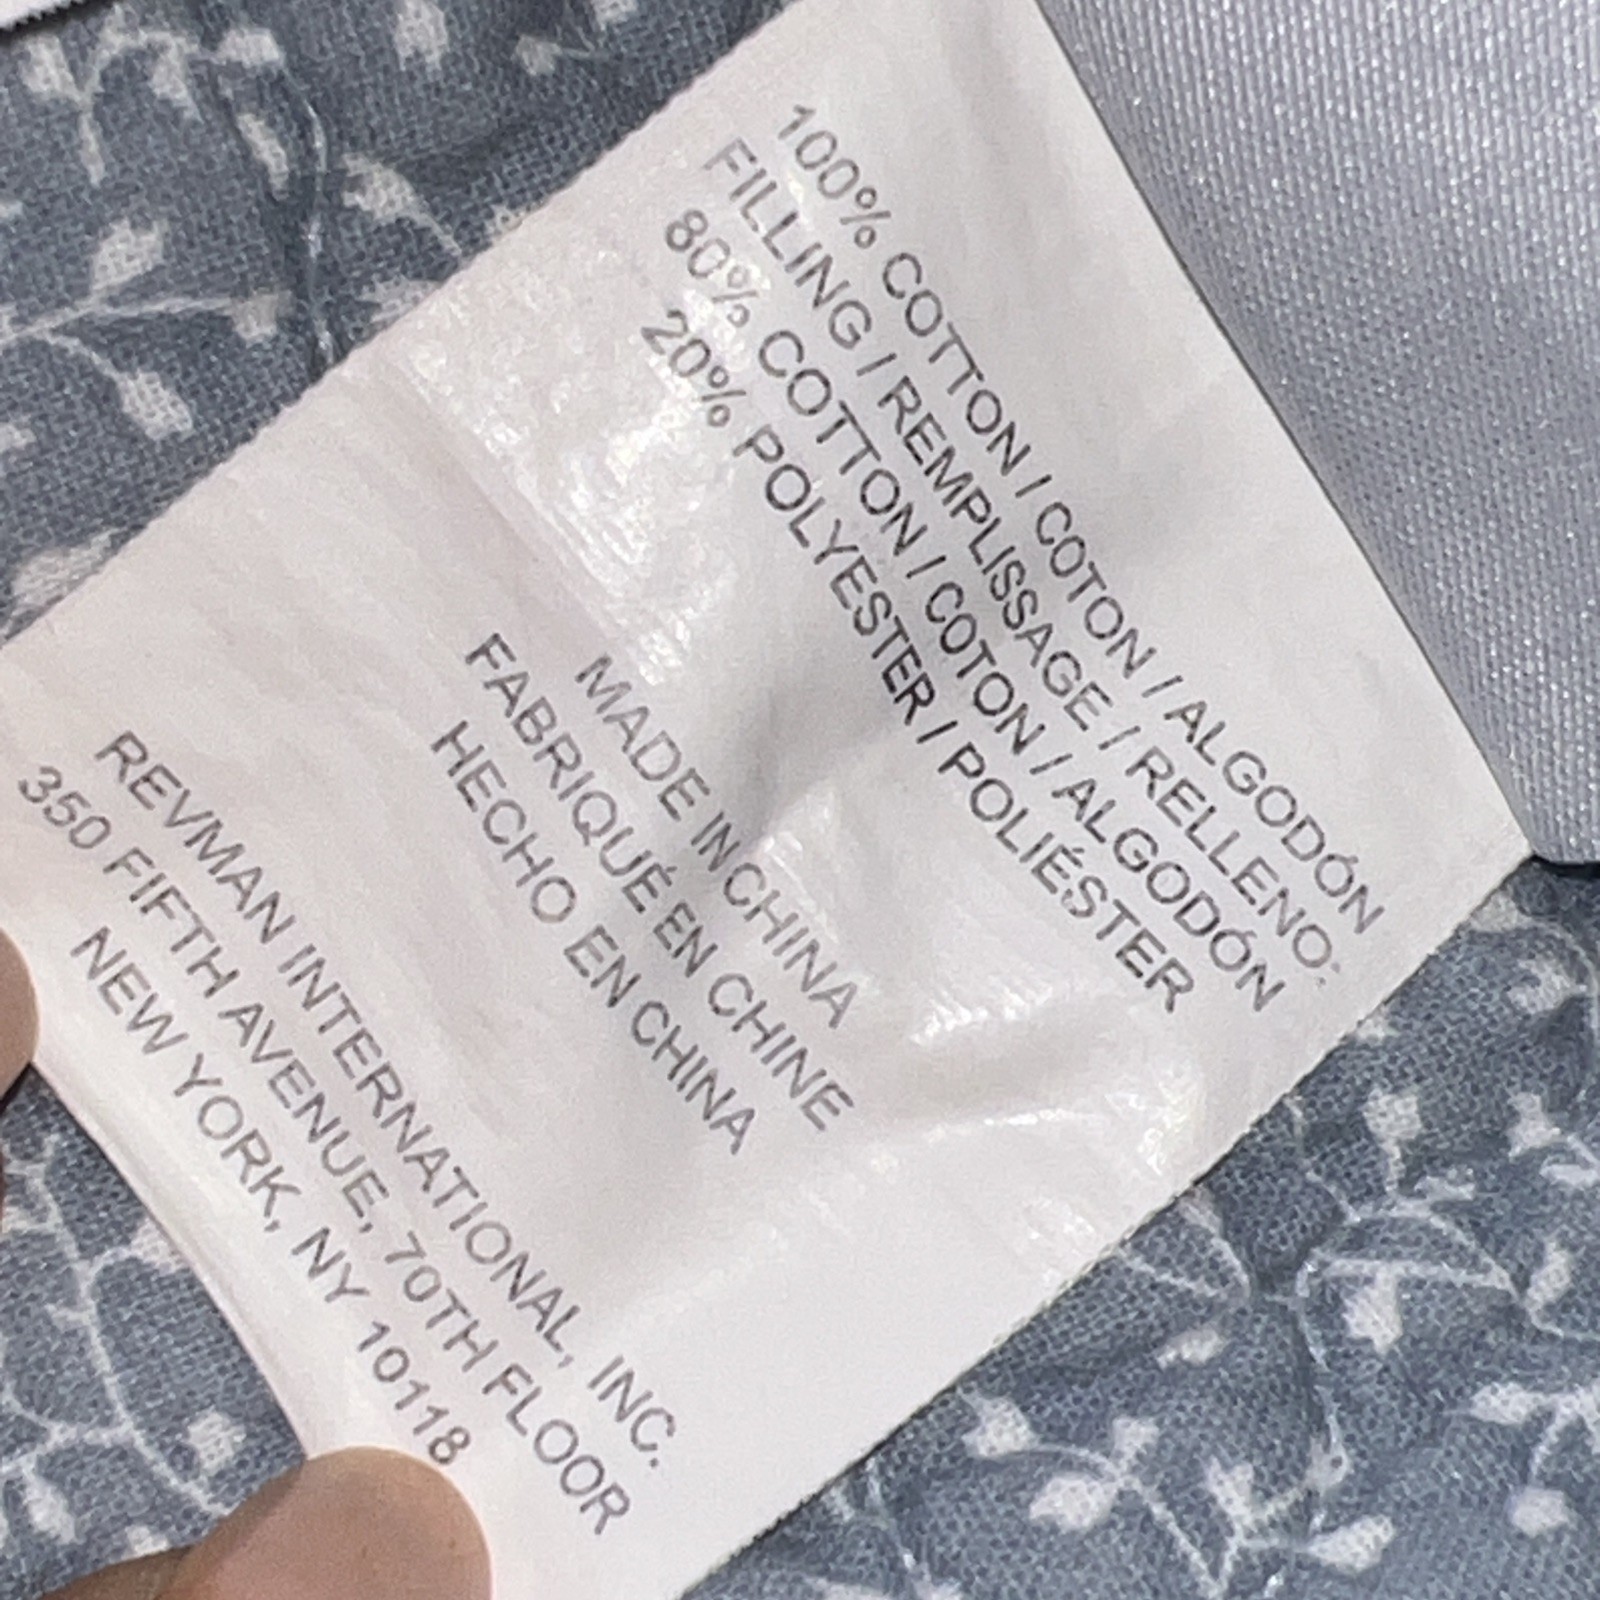 100% COTTON / COTON / ALGODÓN
FILLING / REMPLISSAGE / RELLENO:
80% COTTON / COTON / ALGODÓN
20% POLYESTER / POLIÉSTER
MADE IN CHINA
FABRIQUÉ EN CHINE
HECHO EN CHINA
REVMAN INTERNATIONAL, INC.
350 FIFTH AVENUE, 70TH FLOOR
NEW YORK, NY 10118